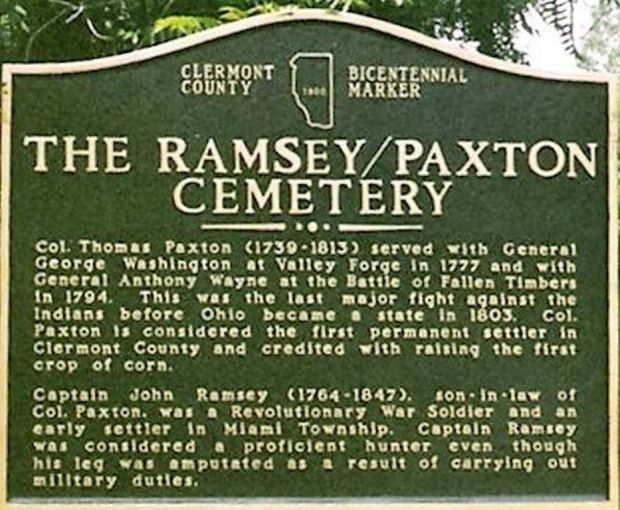 CLERMONT COUNTY
1800
BICENTENNIAL MARKER
THE RAMSEY/PAXTON
CEMETERY
Col. Thomas Paxton (1739-1813) served with General
George Washington at Valley Forge in 1777 and with
General Anthony Wayne at the Battle of Fallen Timbers
in 1794. This was the last major fight against the
Indians before Ohio became a state in 1803. Col.
Paxton is considered the first permanent settler in
Clermont County and credited with raising the first
crop of corn.
Captain John Ramsey (1764-1847), son-in-law of
Col. Paxton, was a Revolutionary War Soldier and an
early settler in Miami Township. Captain Ramsey
was considered a proficient hunter even though
his leg was amputated as a result of carrying out
military duties.